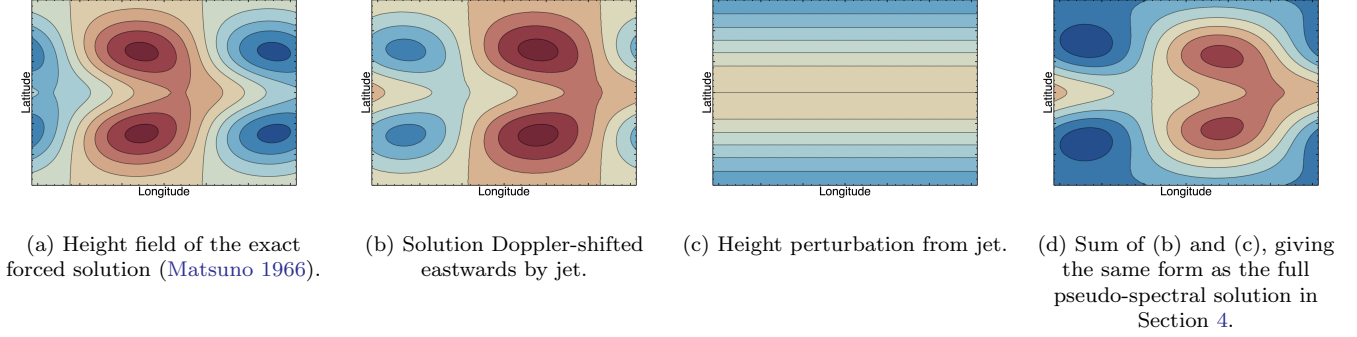 Latitude
Longitude
Latitude
Longitude
Latitude
Longitude
Latitude
Longitude
(a) Height field of the exact
forced solution (Matsuno 1966).
(b) Solution Doppler-shifted
eastwards by jet.
(c) Height perturbation from jet.
(d) Sum of (b) and (c), giving
the same form as the full
pseudo-spectral solution in
Section 4.